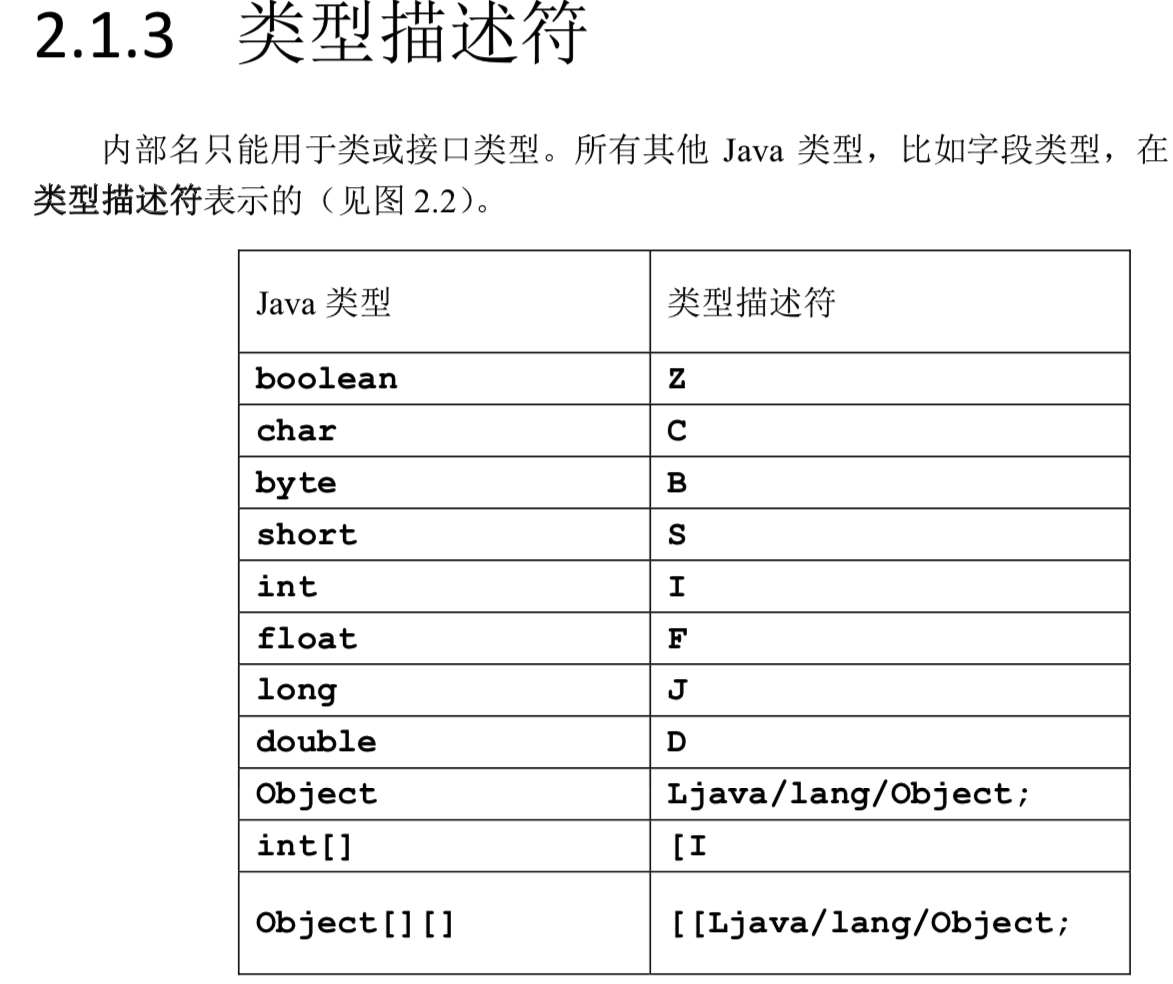 2.1.3 类型描述符
内部名只能用于类或接口类型。所有其他 Java 类型，比如字段类型，在
类型描述符表示的（见图 2.2）。
Java 类型 类型描述符
boolean Z
char C
byte B
short S
int I
float F
long J
double D
Object Ljava/lang/Object;
int[] [I
Object[][] [[Ljava/lang/Object;